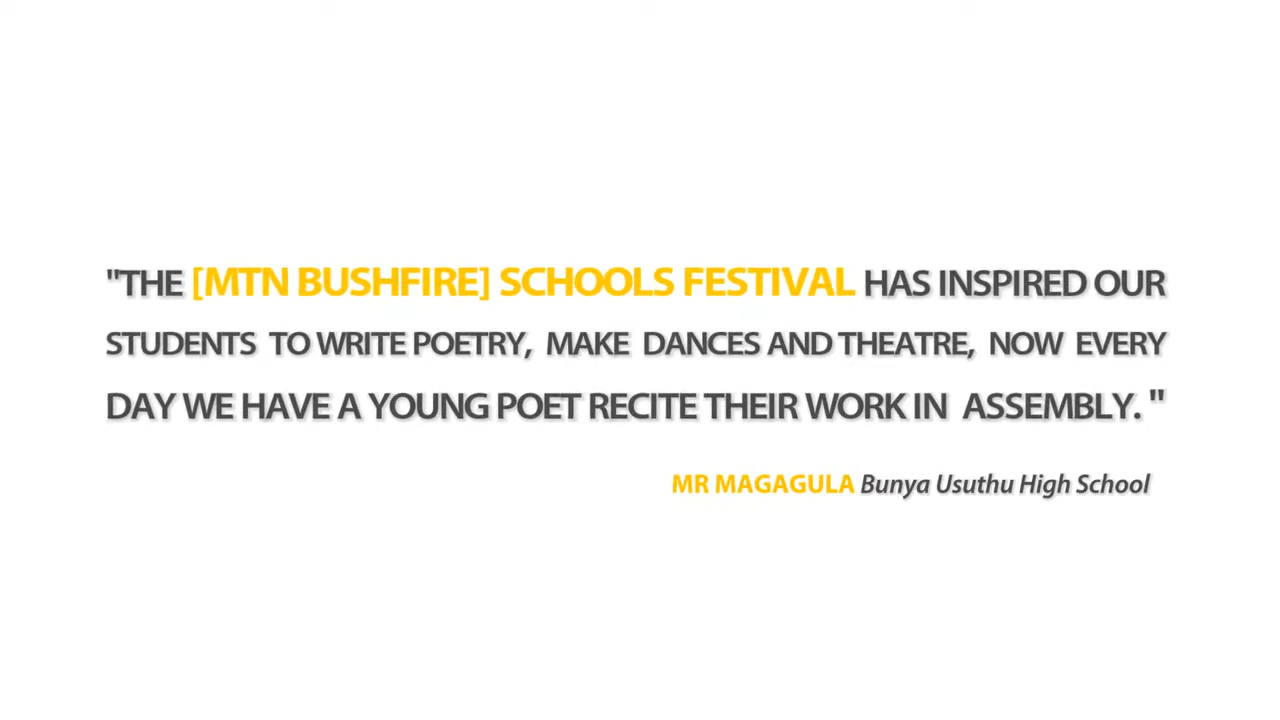 "THE [MTN BUSHFIRE] SCHOOLS FESTIVAL HAS INSPIRED OUR
STUDENTS TO WRITE POETRY, MAKE DANCES AND THEATRE, NOW EVERY
DAY WE HAVE A YOUNG POET RECITE THEIR WORK IN ASSEMBLY. "
MR MAGAGULA Bunya Usuthu High School